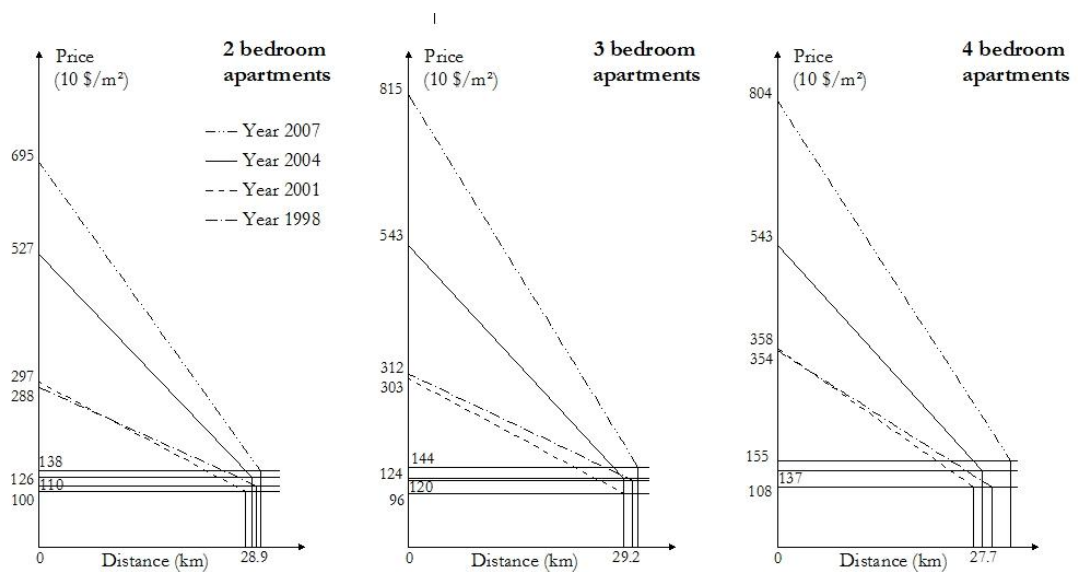 Price
(10 $/m²)
2 bedroom
apartments
Year 2007
Year 2004
Year 2001
Year 1998
695
527
297
288
138
126
110
100
0
Distance (km)
28.9
Price
(10 $/m²)
3 bedroom
apartments
815
543
312
303
144
124
120
96
0
Distance (km)
29.2
Price
(10 $/m²)
4 bedroom
apartments
804
543
358
354
155
137
108
0
Distance (km)
27.7